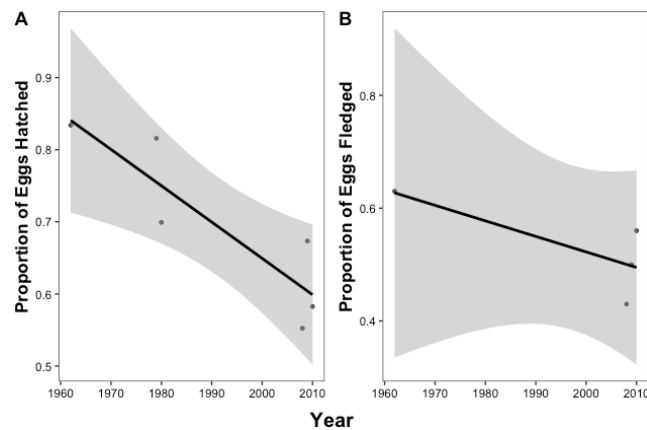 A
B
Proportion of Eggs Hatched
0.9
0.8
0.7
0.6
0.5
1960 1970 1980 1990 2000 2010
Proportion of Eggs Fledged
0.8
0.6
0.4
1960 1970 1980 1990 2000 2010
Year